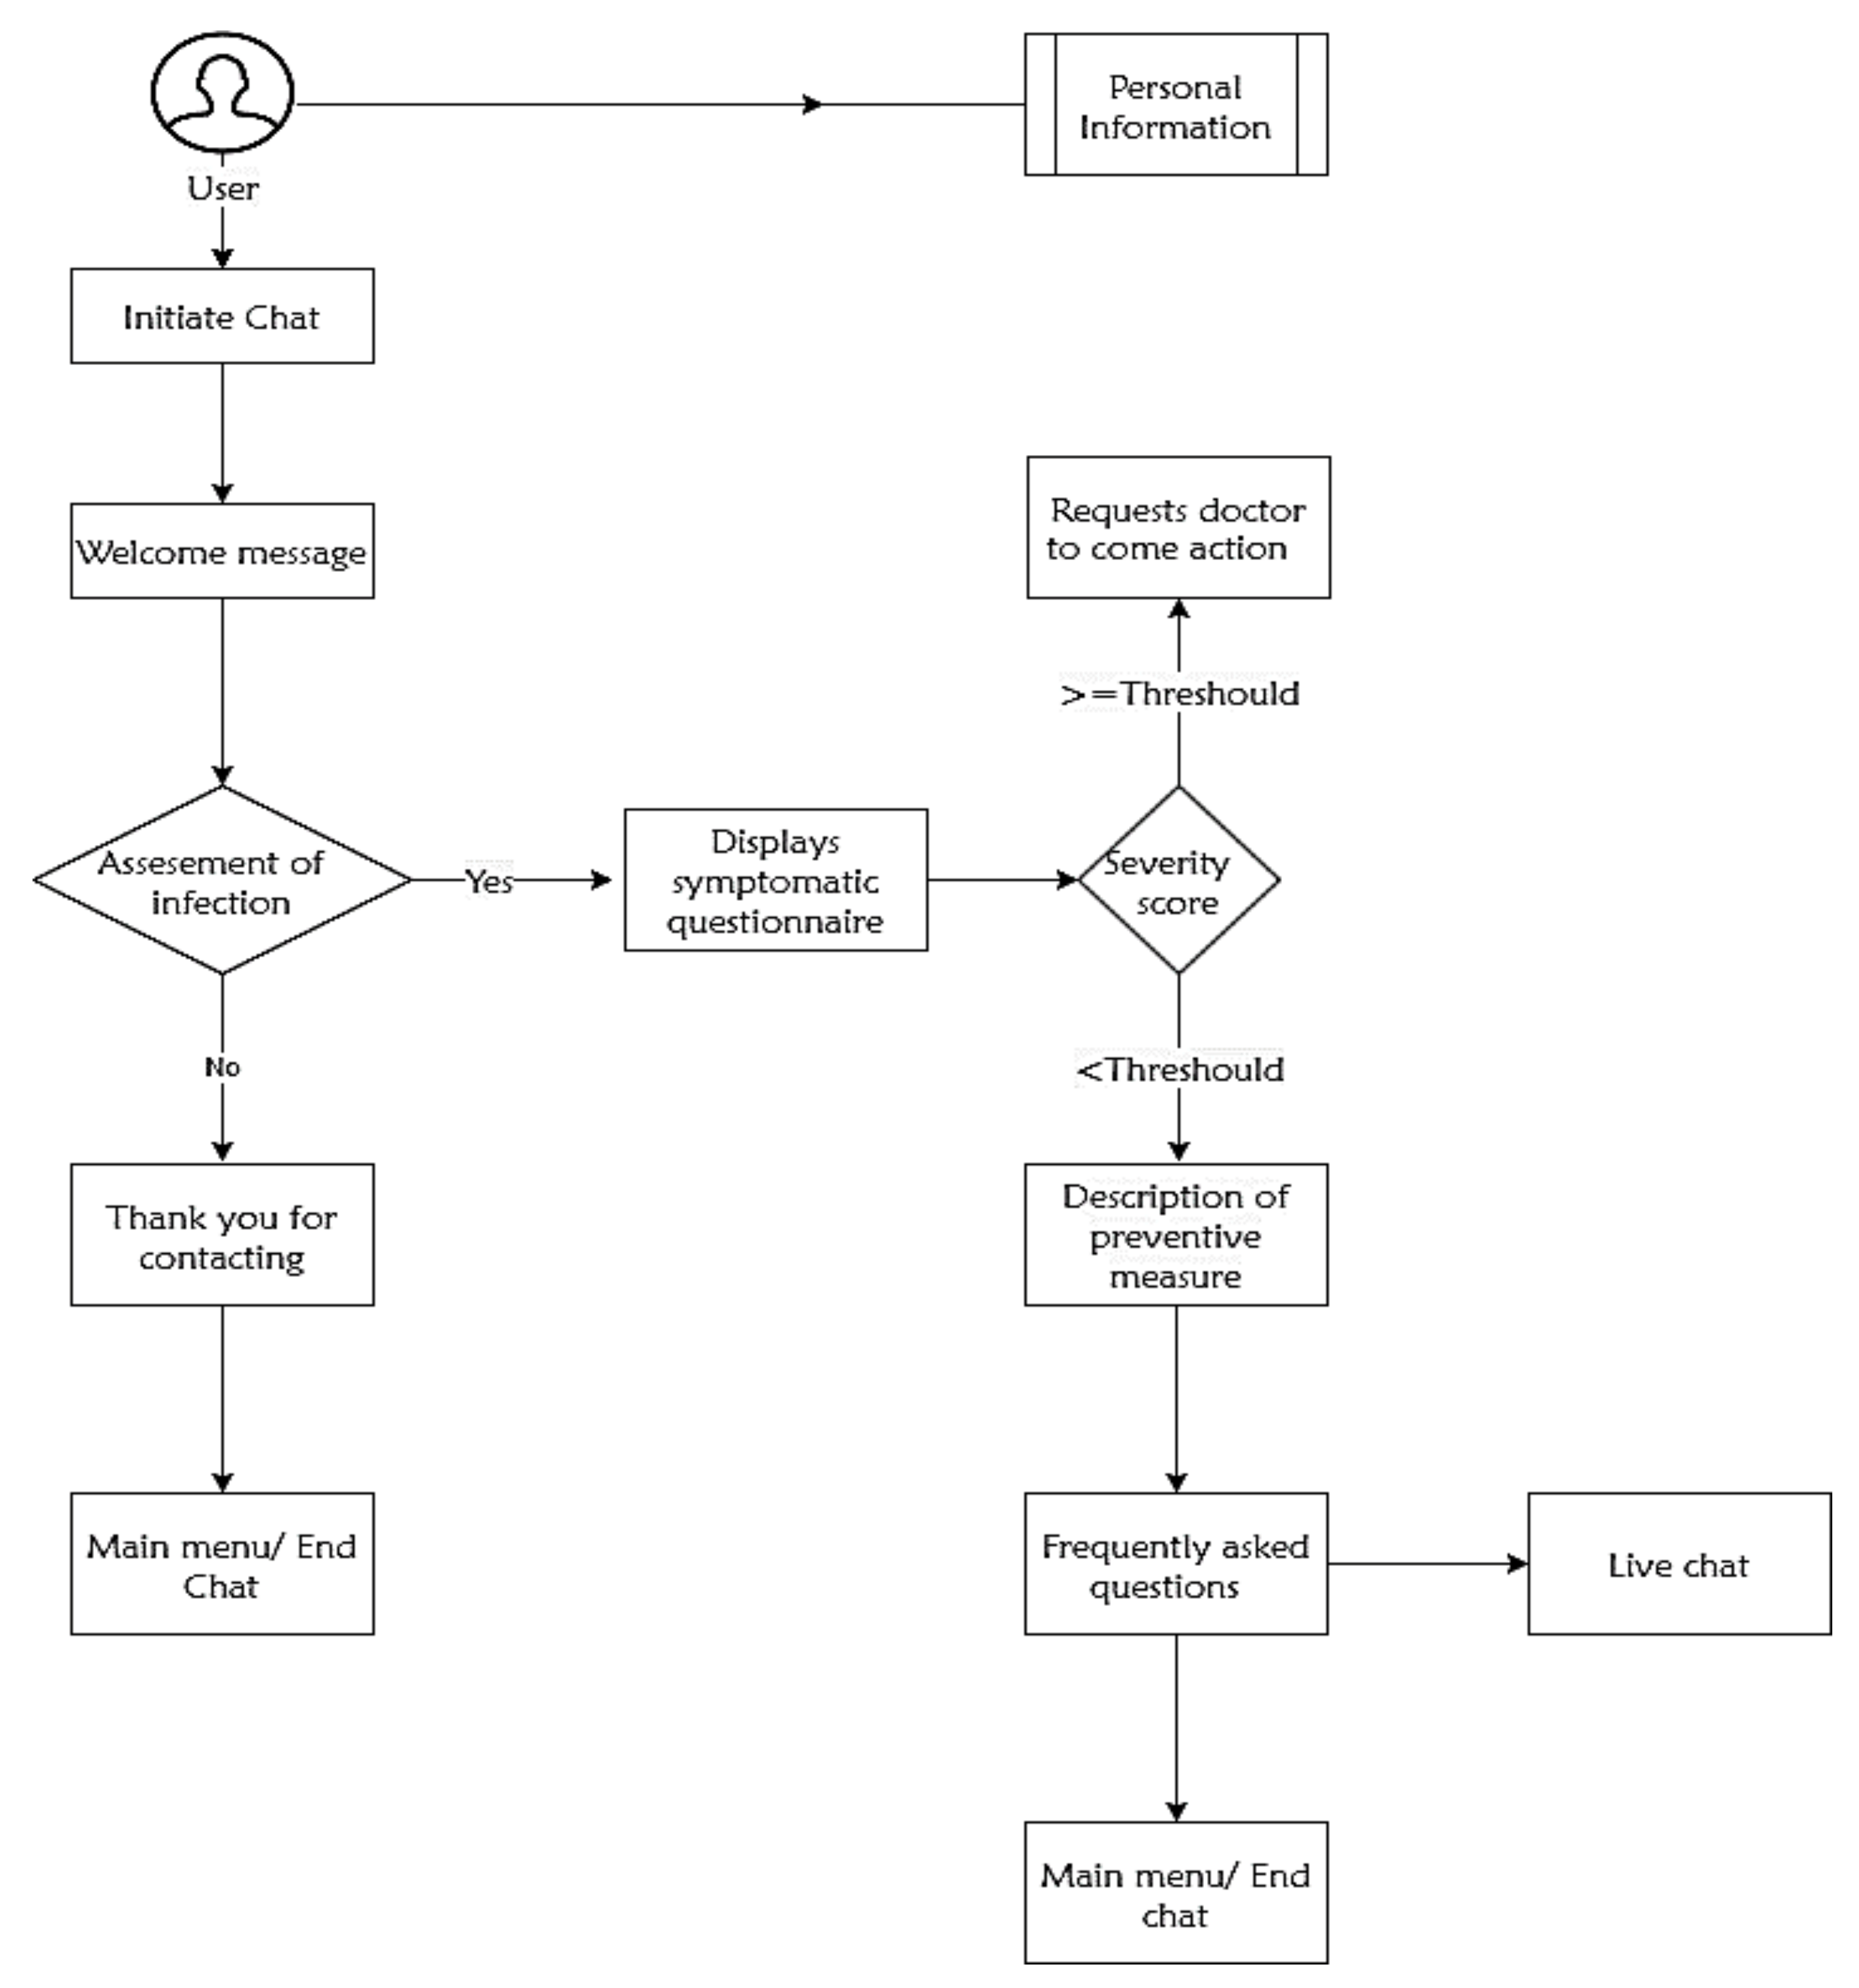 Personal
Information
User
Initiate Chat
Welcome message
Requests doctor
to come action
>=Threshould
Assesement of
infection
Yes
Displays
symptomatic
questionnaire
Severity
score
No
<Threshould
Thank you for
contacting
Description of
preventive
measure
Main menu/ End
Chat
Frequently asked
questions
Live chat
Main menu/ End
chat